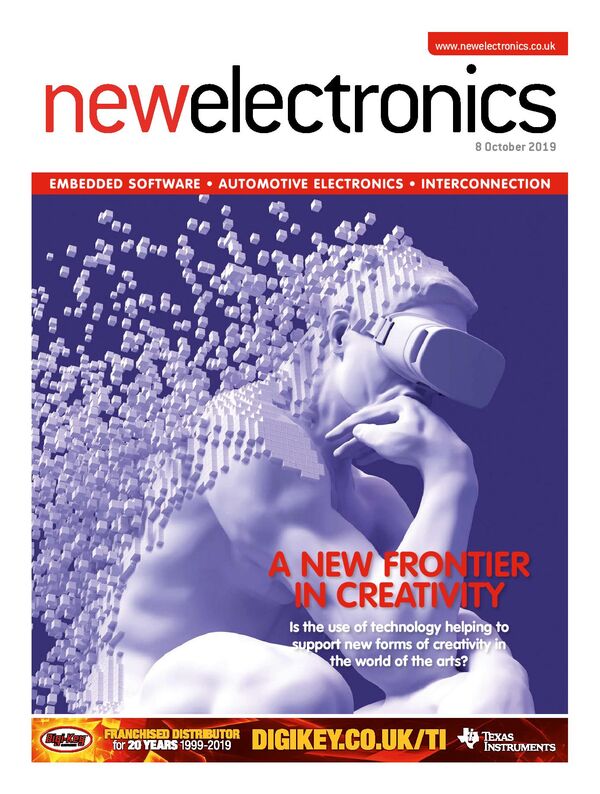 www.newelectronics.co.uk
newelectronics
8 October 2019
EMBEDDED SOFTWARE • AUTOMOTIVE ELECTRONICS • INTERCONNECTION
A NEW FRONTIER
IN CREATIVITY
Is the use of technology helping to
support new forms of creativity in
the world of the arts?
Digi-Key
FRANCHISED DISTRIBUTOR
for 20 YEARS 1999-2019
DIGIKEY.CO.UK/TI
TEXAS
INSTRUMENTS